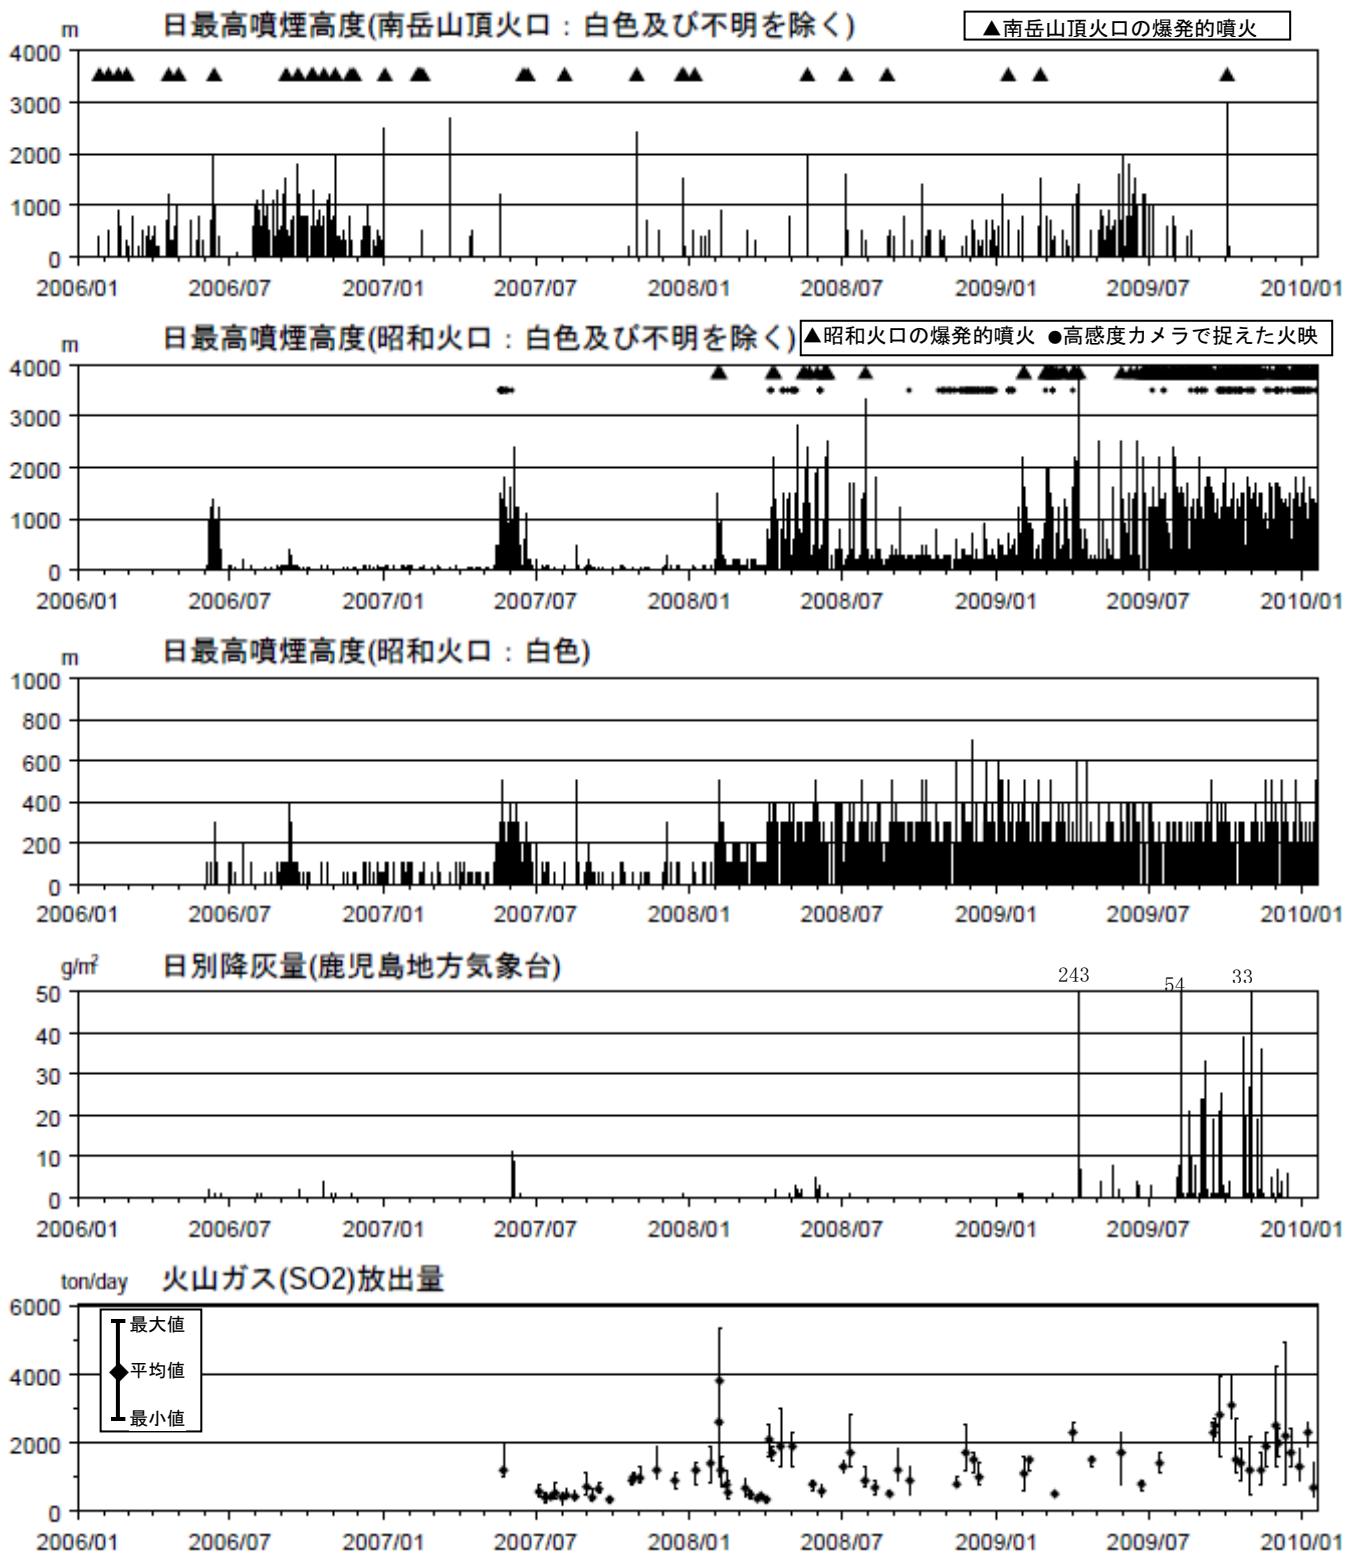 m 日最高噴煙高度(南岳山頂火口：白色及び不明を除く) ▲南岳山頂火口の爆発的噴火
4000
3000
2000
1000
0
2006/01 2006/07 2007/01 2007/07 2008/01 2008/07 2009/01 2009/07 2010/01
m 日最高噴煙高度(昭和火口：白色及び不明を除く) ▲昭和火口の爆発的噴火 ●高感度カメラで捉えた火映
4000
3000
2000
1000
0
2006/01 2006/07 2007/01 2007/07 2008/01 2008/07 2009/01 2009/07 2010/01
m 日最高噴煙高度(昭和火口：白色)
1000
800
600
400
200
0
2006/01 2006/07 2007/01 2007/07 2008/01 2008/07 2009/01 2009/07 2010/01
g/㎡ 日別降灰量(鹿児島地方気象台)
243 54 33
50
40
30
20
10
0
2006/01 2006/07 2007/01 2007/07 2008/01 2008/07 2009/01 2009/07 2010/01
ton/day 火山ガス(SO2)放出量
6000
最大値
平均値
4000
最小値
2000
0
2006/01 2006/07 2007/01 2007/07 2008/01 2008/07 2009/01 2009/07 2010/01